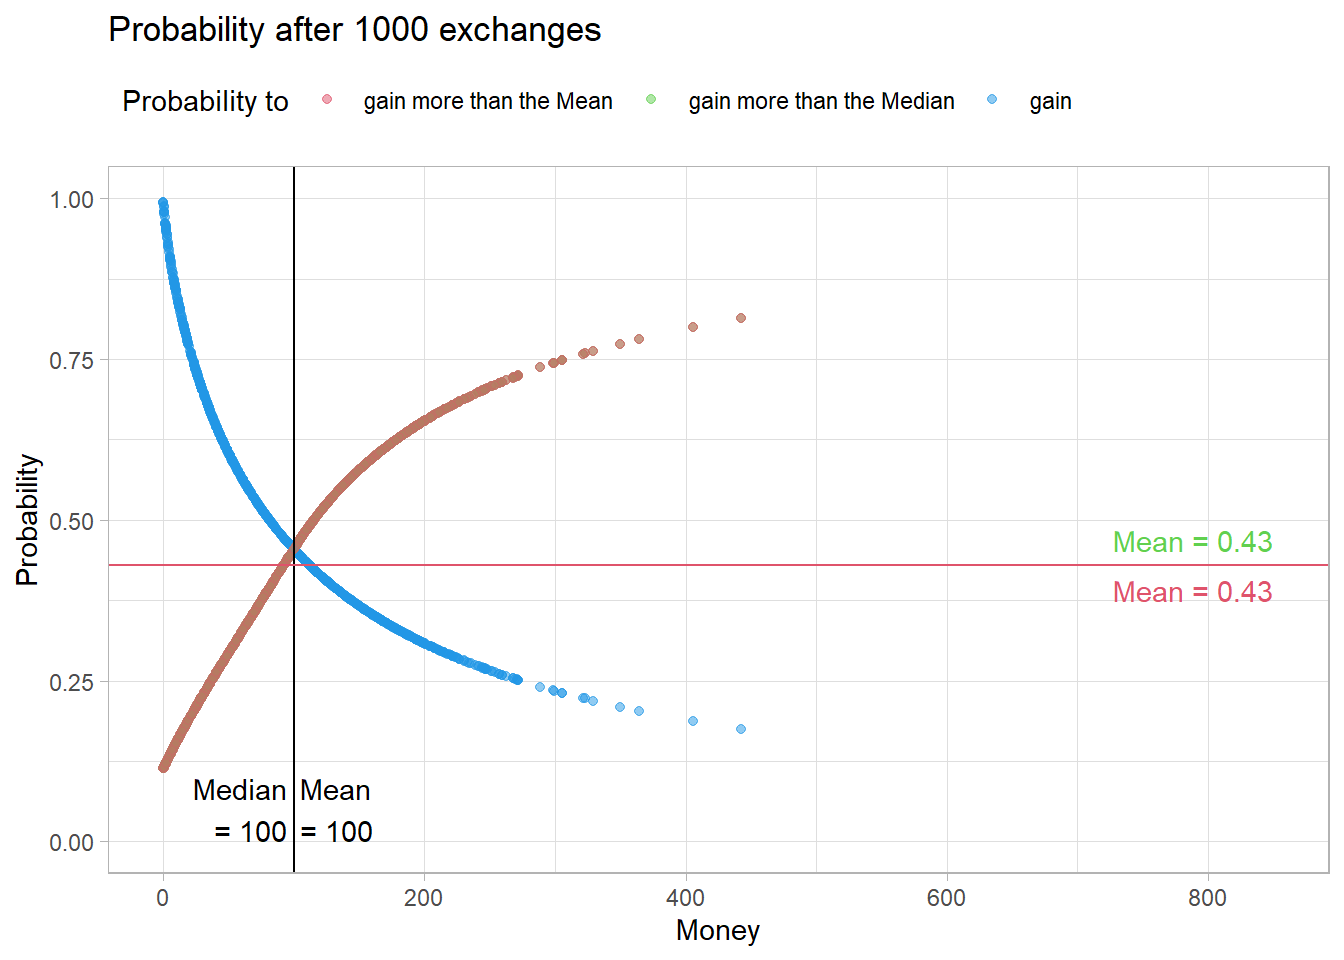 Probability after 1000 exchanges
Probability to gain more than the Mean gain more than the Median gain
1.00
0.75
0.50
0.25
0.00
Probability
Mean = 0.43
Mean = 0.43
Median Mean
= 100 = 100
0 200 400 600 800
Money